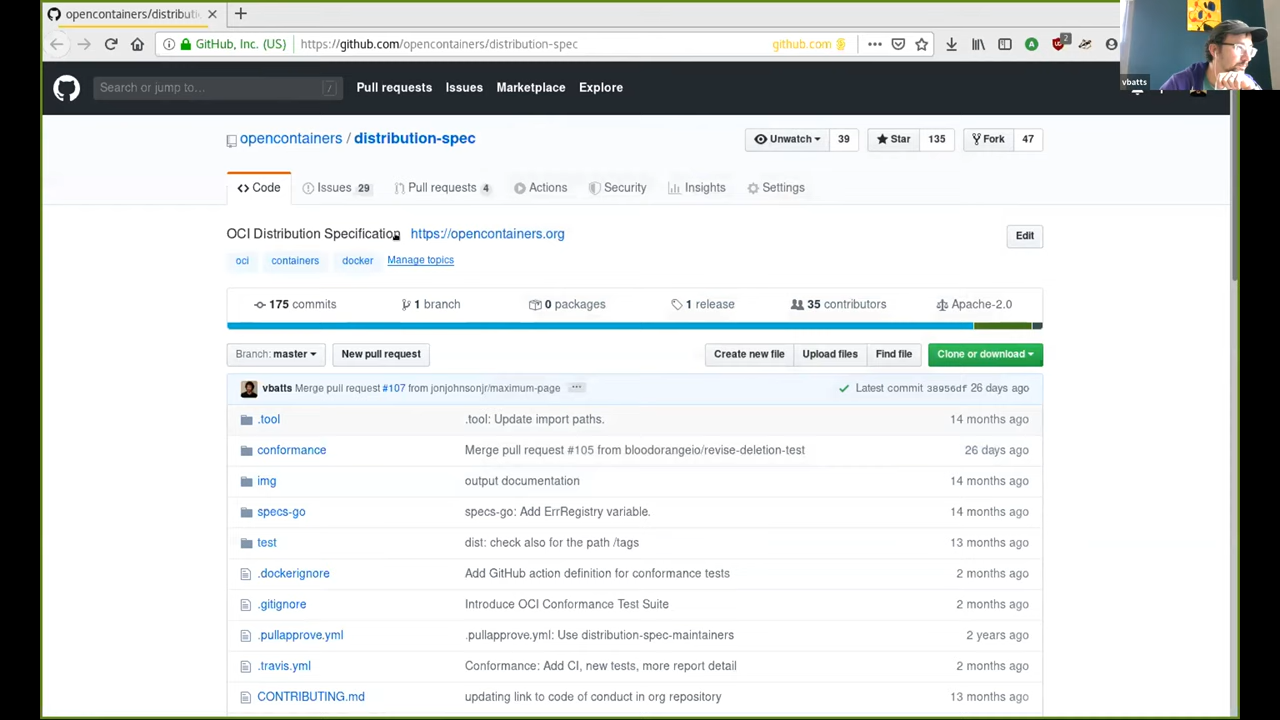 opencontainers/distributi
GitHub, Inc. (US) https://github.com/opencontainers/distribution-spec github.com
2
vbatts
Search or jump to… / Pull requests Issues Marketplace Explore
opencontainers / distribution-spec Unwatch 39 Star 135 Fork 47
Code Issues 29 Pull requests 4 Actions Security Insights Settings
OCI Distribution Specification https://opencontainers.org Edit
oci containers docker Manage topics
175 commits 1 branch 0 packages 1 release 35 contributors Apache-2.0
Branch: master New pull request Create new file Upload files Find file Clone or download
vbatts Merge pull request #107 from jonjohnsonjr/maximum-page ... Latest commit 38956df 26 days ago
.tool .tool: Update import paths. 14 months ago
conformance Merge pull request #105 from bloodorangeio/revise-deletion-test 26 days ago
img output documentation 14 months ago
specs-go specs-go: Add ErrRegistry variable. 14 months ago
test dist: check also for the path /tags 13 months ago
.dockerignore Add GitHub action definition for conformance tests 2 months ago
.gitignore Introduce OCI Conformance Test Suite 2 months ago
.pullapprove.yml .pullapprove.yml: Use distribution-spec-maintainers 2 years ago
.travis.yml Conformance: Add CI, new tests, more report detail 2 months ago
CONTRIBUTING.md updating link to code of conduct in org repository 13 months ago